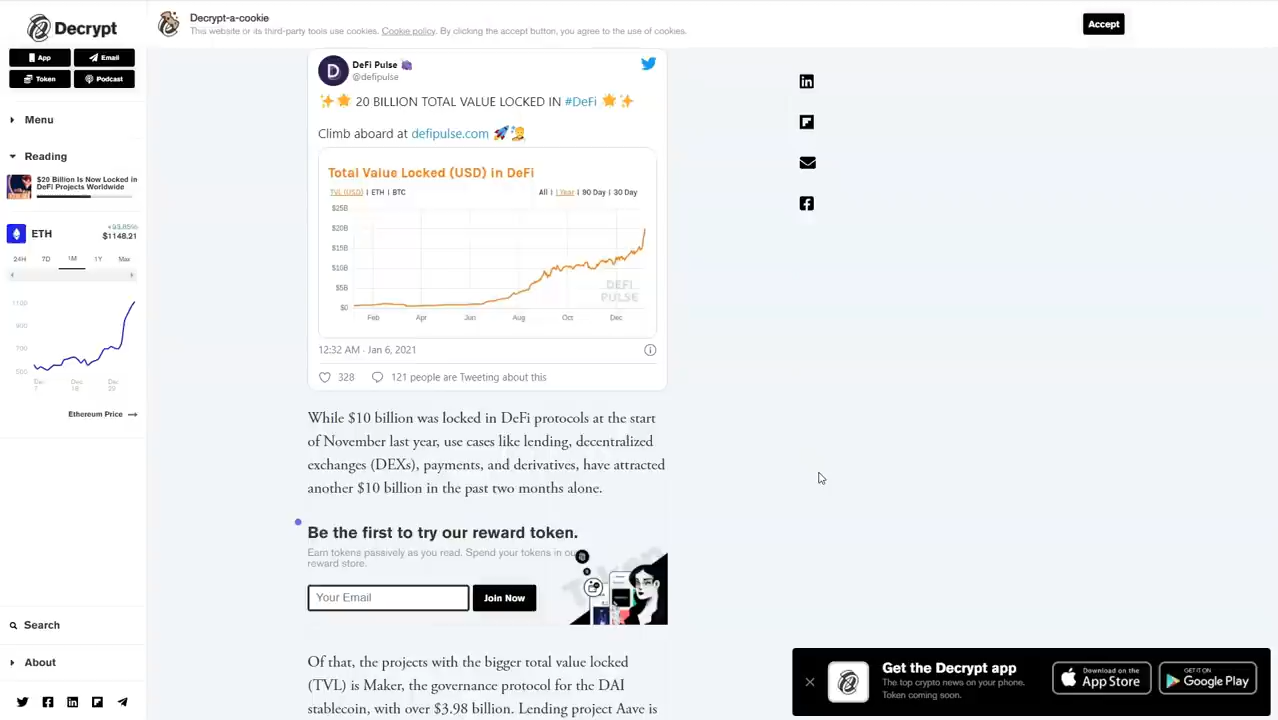 Decrypt
App
Email
Token
Podcast
Menu
Reading
$20 Billion Is Now Locked in
DeFi Projects Worldwide
ETH
$1148.21
24H 7D 1M 1Y Max
1100
900
700
500
Dec
7
Dec
18
Dec
29
Ethereum Price →
Search
About
Decrypt-a-cookie
This website or its third-party tools use cookies. Cookie policy. By clicking the accept button, you agree to the use of cookies.
Accept
D
DeFi Pulse
@defipulse
20 BILLION TOTAL VALUE LOCKED IN #DeFi
Climb aboard at defipulse.com
Total Value Locked (USD) in DeFi
TVL (USD) | ETH | BTC
All | 1 Year | 90 Day | 30 Day
$25B
$20B
$15B
$10B
$5B
$0
Feb Apr Jun Aug Oct Dec
DEFI
PULSE
12:32 AM · Jan 6, 2021
328
121 people are Tweeting about this
While $10 billion was locked in DeFi protocols at the start
of November last year, use cases like lending, decentralized
exchanges (DEXs), payments, and derivatives, have attracted
another $10 billion in the past two months alone.
Be the first to try our reward token.
Earn tokens passively as you read. Spend your tokens in our
reward store.
Your Email
Join Now
Of that, the projects with the bigger total value locked
(TVL) is Maker, the governance protocol for the DAI
stablecoin, with over $3.98 billion. Lending project Aave is
Get the Decrypt app
The top crypto news on your phone.
Token coming soon.
Download on the
App Store
GET IT ON
Google Play